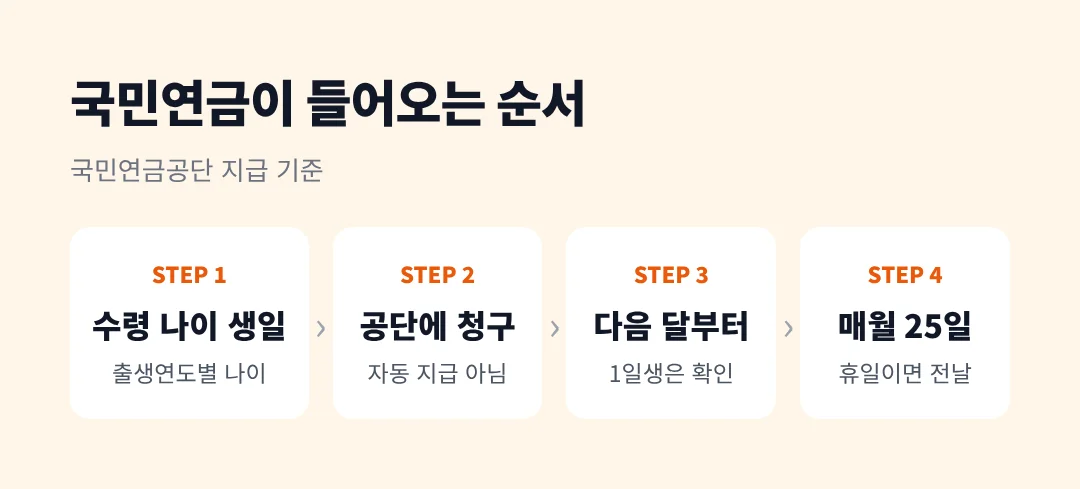 국민연금이 들어오는 순서
국민연금공단 지급 기준
STEP 1
수령 나이 생일
출생연도별 나이
STEP 2
공단에 청구
자동 지급 아님
STEP 3
다음 달부터
1일생은 확인
STEP 4
매월 25일
휴일이면 전날